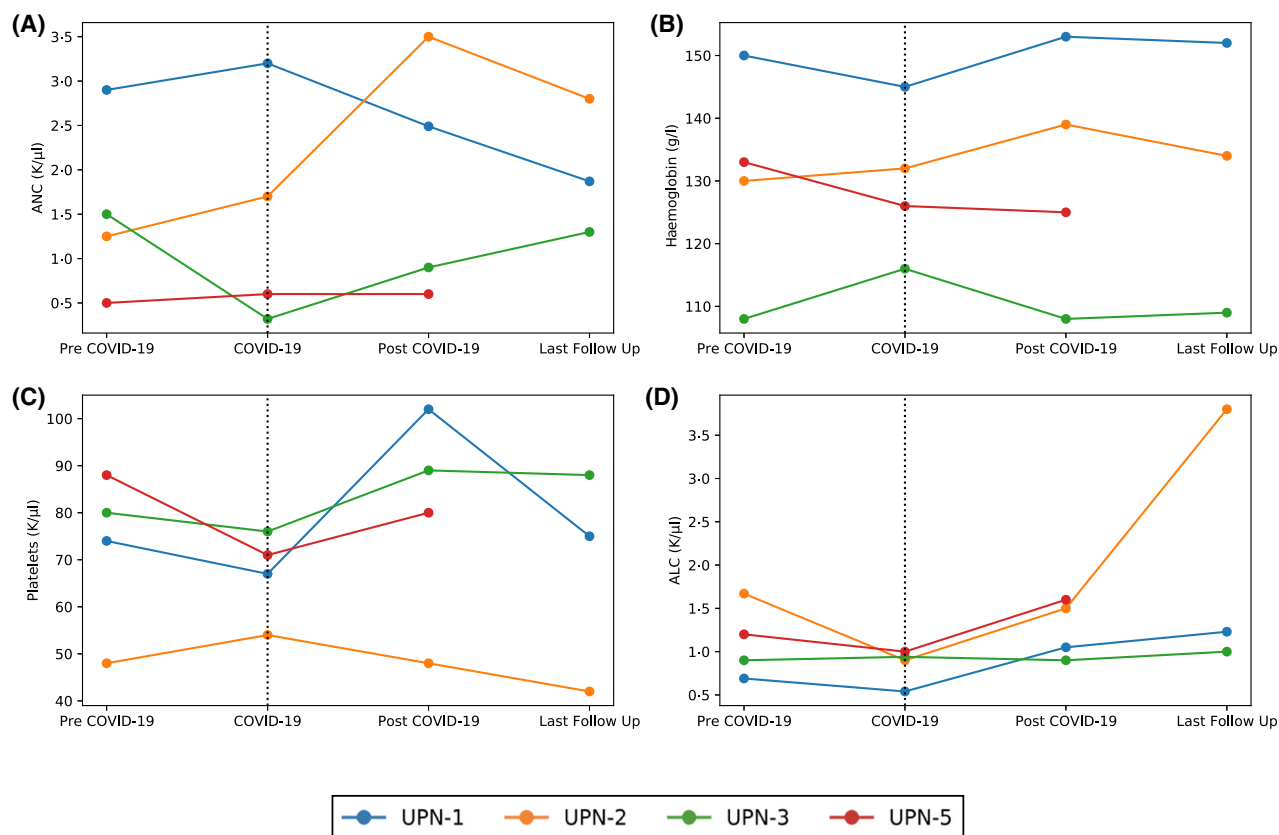 (A)
ANC (K/µl)
3·5
3·0
2·5
2·0
1·5
1·0
0·5
Pre COVID-19 COVID-19 Post COVID-19 Last Follow Up
(B)
Haemoglobin (g/l)
150
140
130
120
110
Pre COVID-19 COVID-19 Post COVID-19 Last Follow Up
(C)
Platelets (K/µl)
100
90
80
70
60
50
40
Pre COVID-19 COVID-19 Post COVID-19 Last Follow Up
(D)
ALC (K/µl)
3·5
3·0
2·5
2·0
1·5
1·0
0·5
Pre COVID-19 COVID-19 Post COVID-19 Last Follow Up
UPN-1 UPN-2 UPN-3 UPN-5